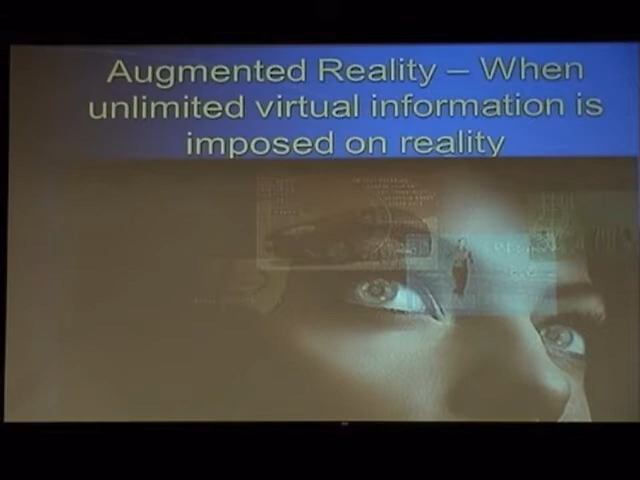 Augmented Reality – When
unlimited virtual information is
imposed on reality